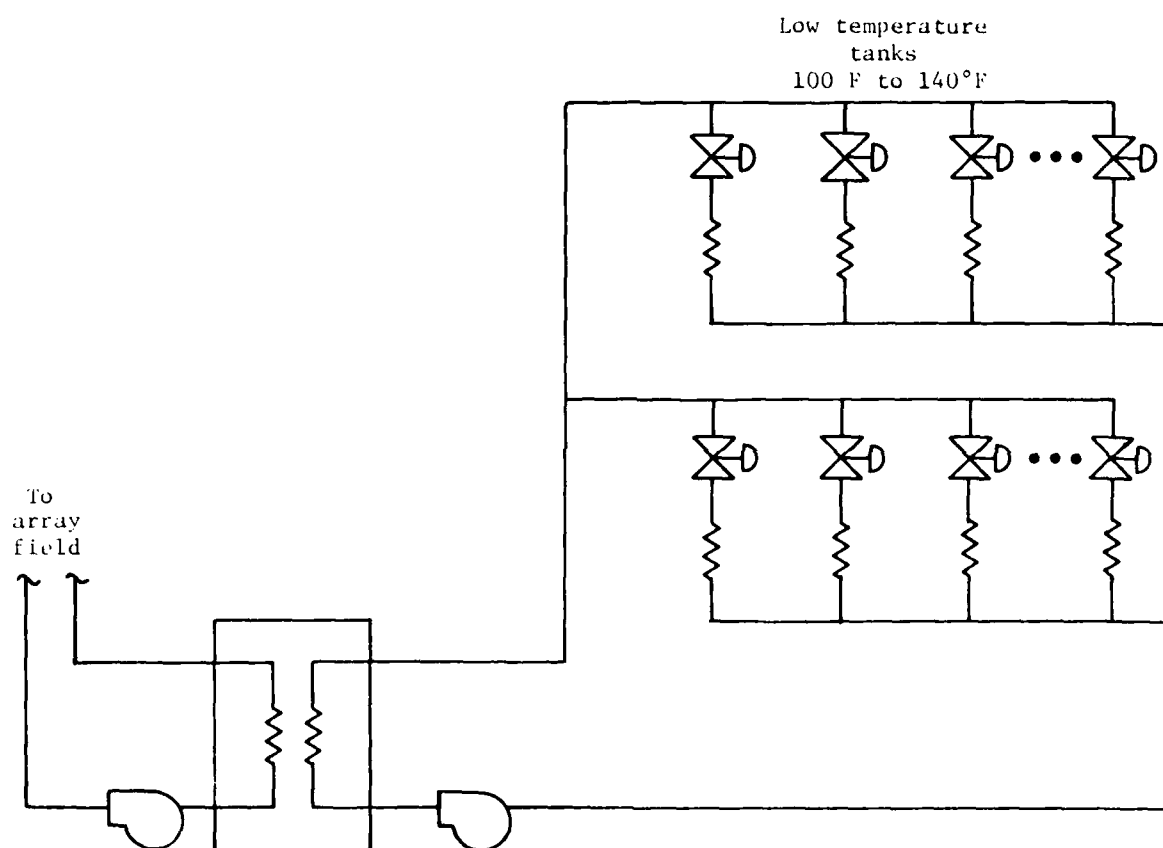 Low temperature
tanks
100 F to 140°F
To
array
field